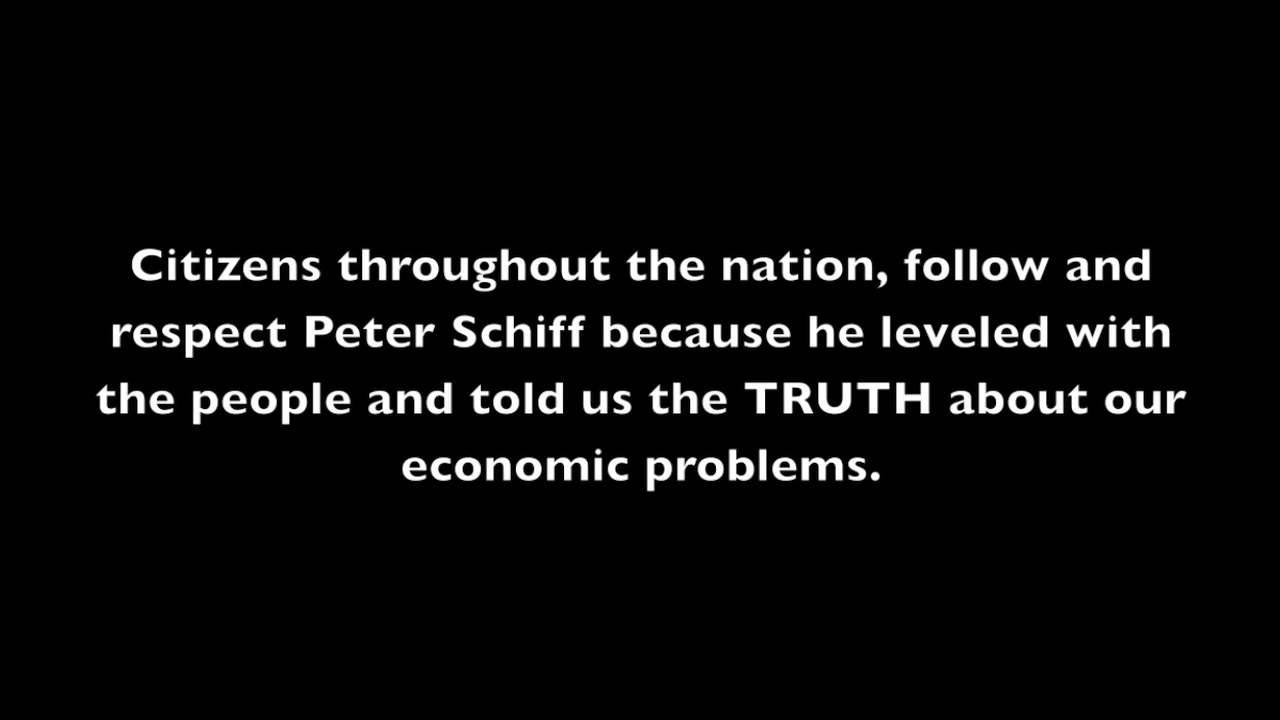 Citizens throughout the nation, follow and
respect Peter Schiff because he leveled with
the people and told us the TRUTH about our
economic problems.